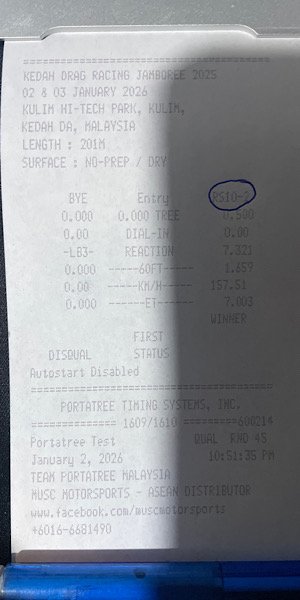 KEDAH DRAG RACING JAMBOREE 2025
02 & 03 JANUARY 2026
KULIM HI-TECH PARK, KULIM,
KEDAH DA, MALAYSIA
LENGTH : 201M
SURFACE : NO-PREP / DRY
BYE Entry RS10-2
0.000 0.000 TREE 0.500
0.00 DIAL-IN 0.00
-LB3- REACTION 7.321
0.000 ------60FT------ 1.659
0.00 ------KM/H------ 157.51
0.000 -------ET------- 7.003
WINNER
FIRST
DISQUAL STATUS
Autostart Disabled
PORTATREE TIMING SYSTEMS, INC.
============ 1609/1610 =========600214
Portatree Test QUAL RND 45
January 2, 2026 10:51:35 PM
TEAM PORTATREE MALAYSIA
MUSC MOTORSPORTS - ASEAN DISTRIBUTOR
www.facebook.com/muscmotorsports
+6016-6681490